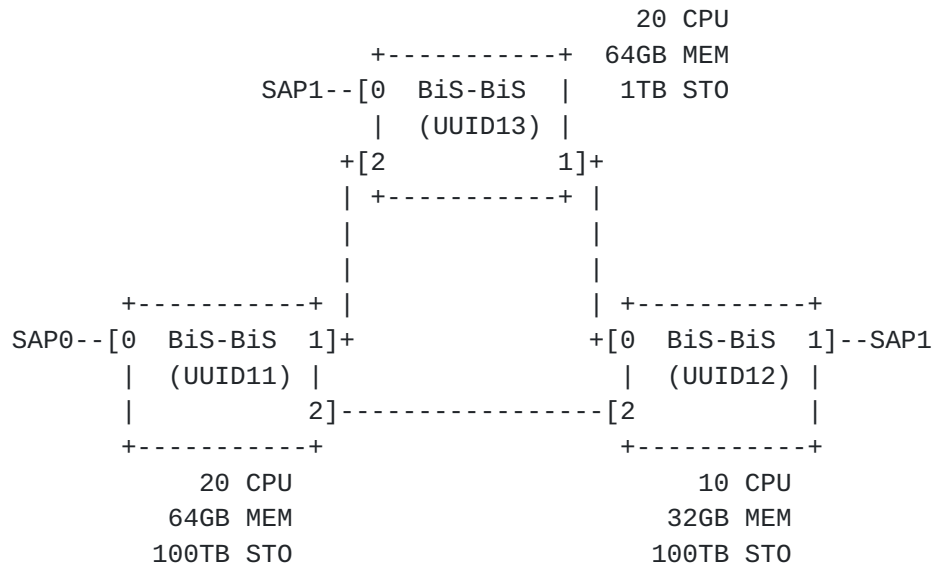 20 CPU
+-----------+ 64GB MEM
SAP1--[0 BiS-BiS | 1TB STO
| (UUID13) |
+[2 1]+
| +-----------+ |
| |
| |
+-----------+ | | +-----------+
SAP0--[0 BiS-BiS 1]+ +[0 BiS-BiS 1]--SAP1
| (UUID11) | | (UUID12) |
| 2]-----------------[2 |
+-----------+ +-----------+
20 CPU 10 CPU
64GB MEM 32GB MEM
100TB STO 100TB STO